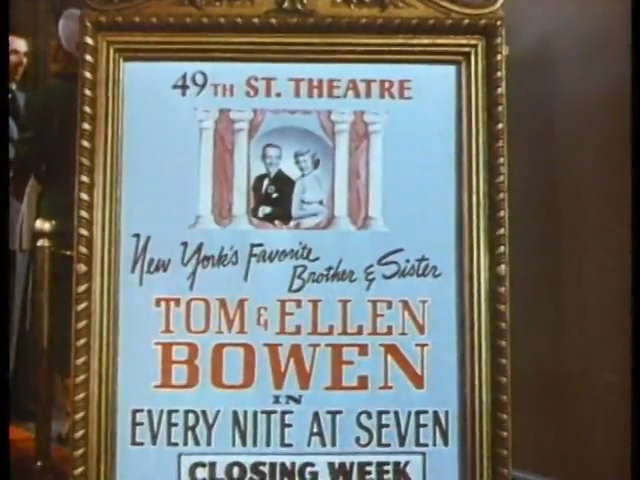 49TH ST. THEATRE
New York's Favorite
Brother & Sister
TOM & ELLEN
BOWEN
IN
EVERY NITE AT SEVEN
CLOSING WEEK